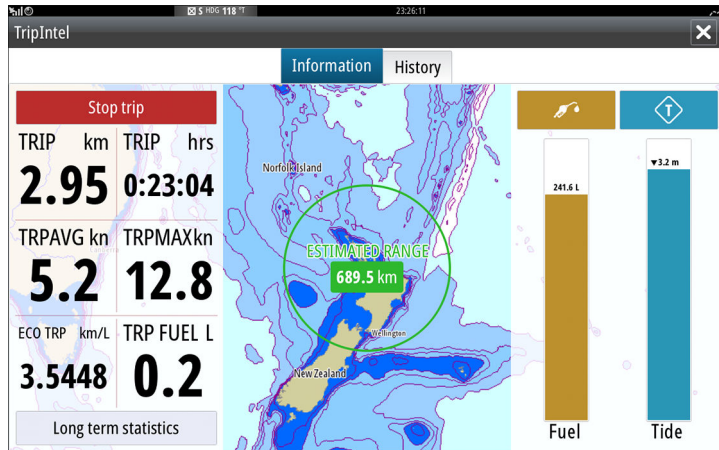 S HDG 118 °T
23:26:11
TripIntel
Information
History
Stop trip
TRIP km
2.95
TRIP hrs
0:23:04
TRPAVG kn
5.2
TRPMAX kn
12.8
ECO TRP km/L
3.5448
TRP FUEL L
0.2
Long term statistics
Norfolk Island
ESTIMATED RANGE
689.5 km
Wellington
New Zealand
T
241.6 L
▼3.2 m
Fuel
Tide